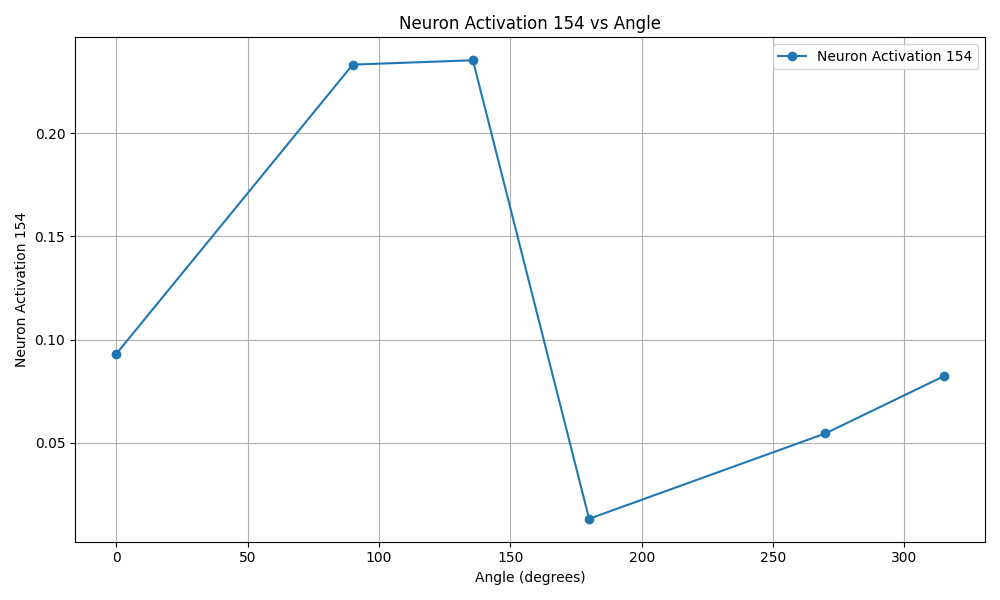 Neuron Activation 154 vs Angle
Neuron Activation 154
0.20
0.15
0.10
0.05
Neuron Activation 154
0 50 100 150 200 250 300
Angle (degrees)